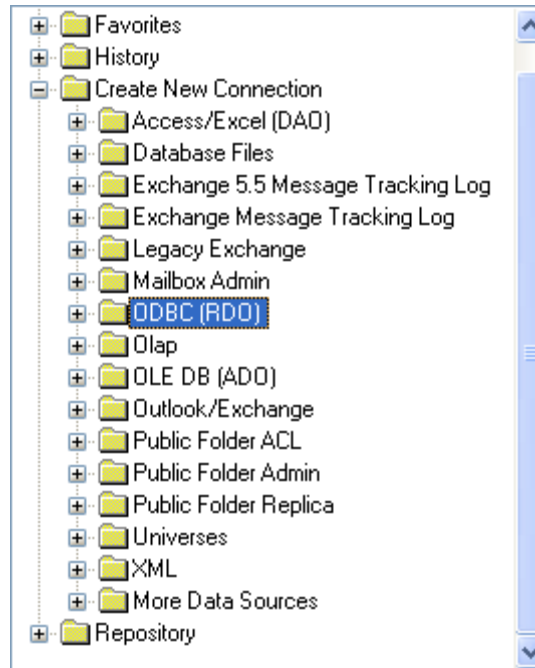 Favorites
History
Create New Connection
Access/Excel (DAO)
Database Files
Exchange 5.5 Message Tracking Log
Exchange Message Tracking Log
Legacy Exchange
Mailbox Admin
ODBC (RDO)
Olap
OLE DB (ADO)
Outlook/Exchange
Public Folder ACL
Public Folder Admin
Public Folder Replica
Universes
XML
More Data Sources
Repository